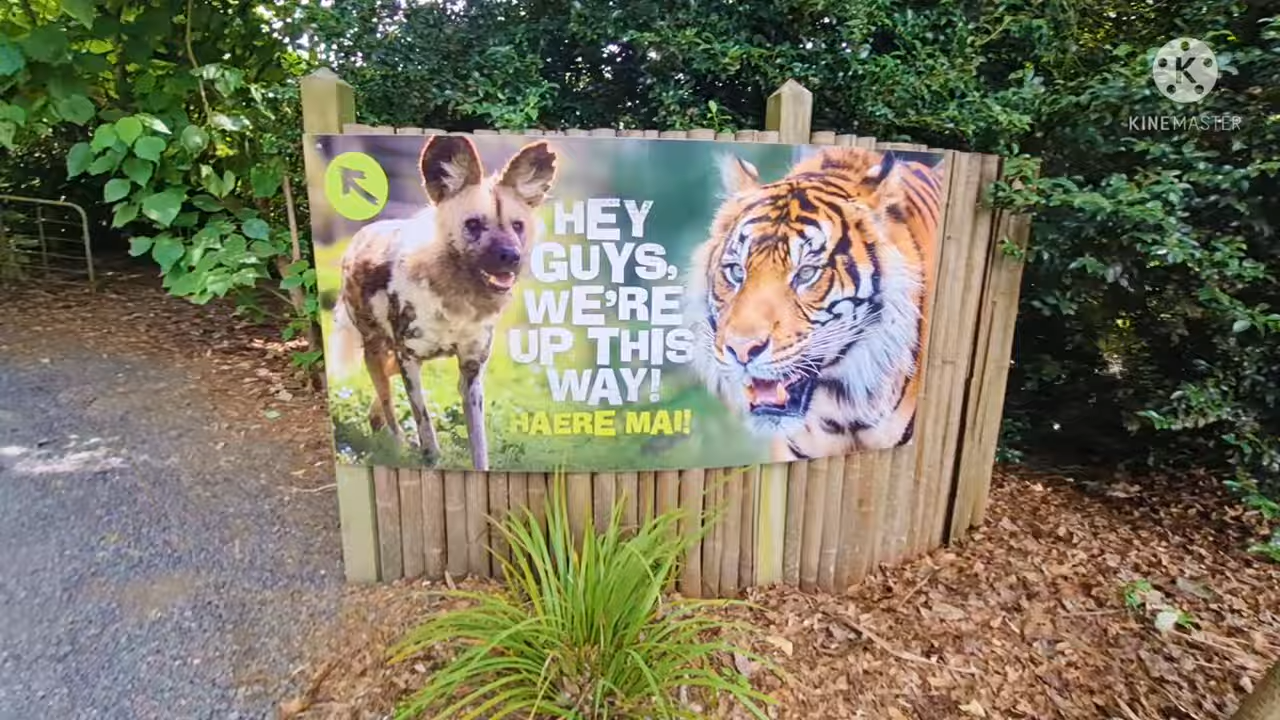 HEY
GUYS,
WE'RE
UP THIS
WAY!
HAERE MAI!
K
KINEMASTER